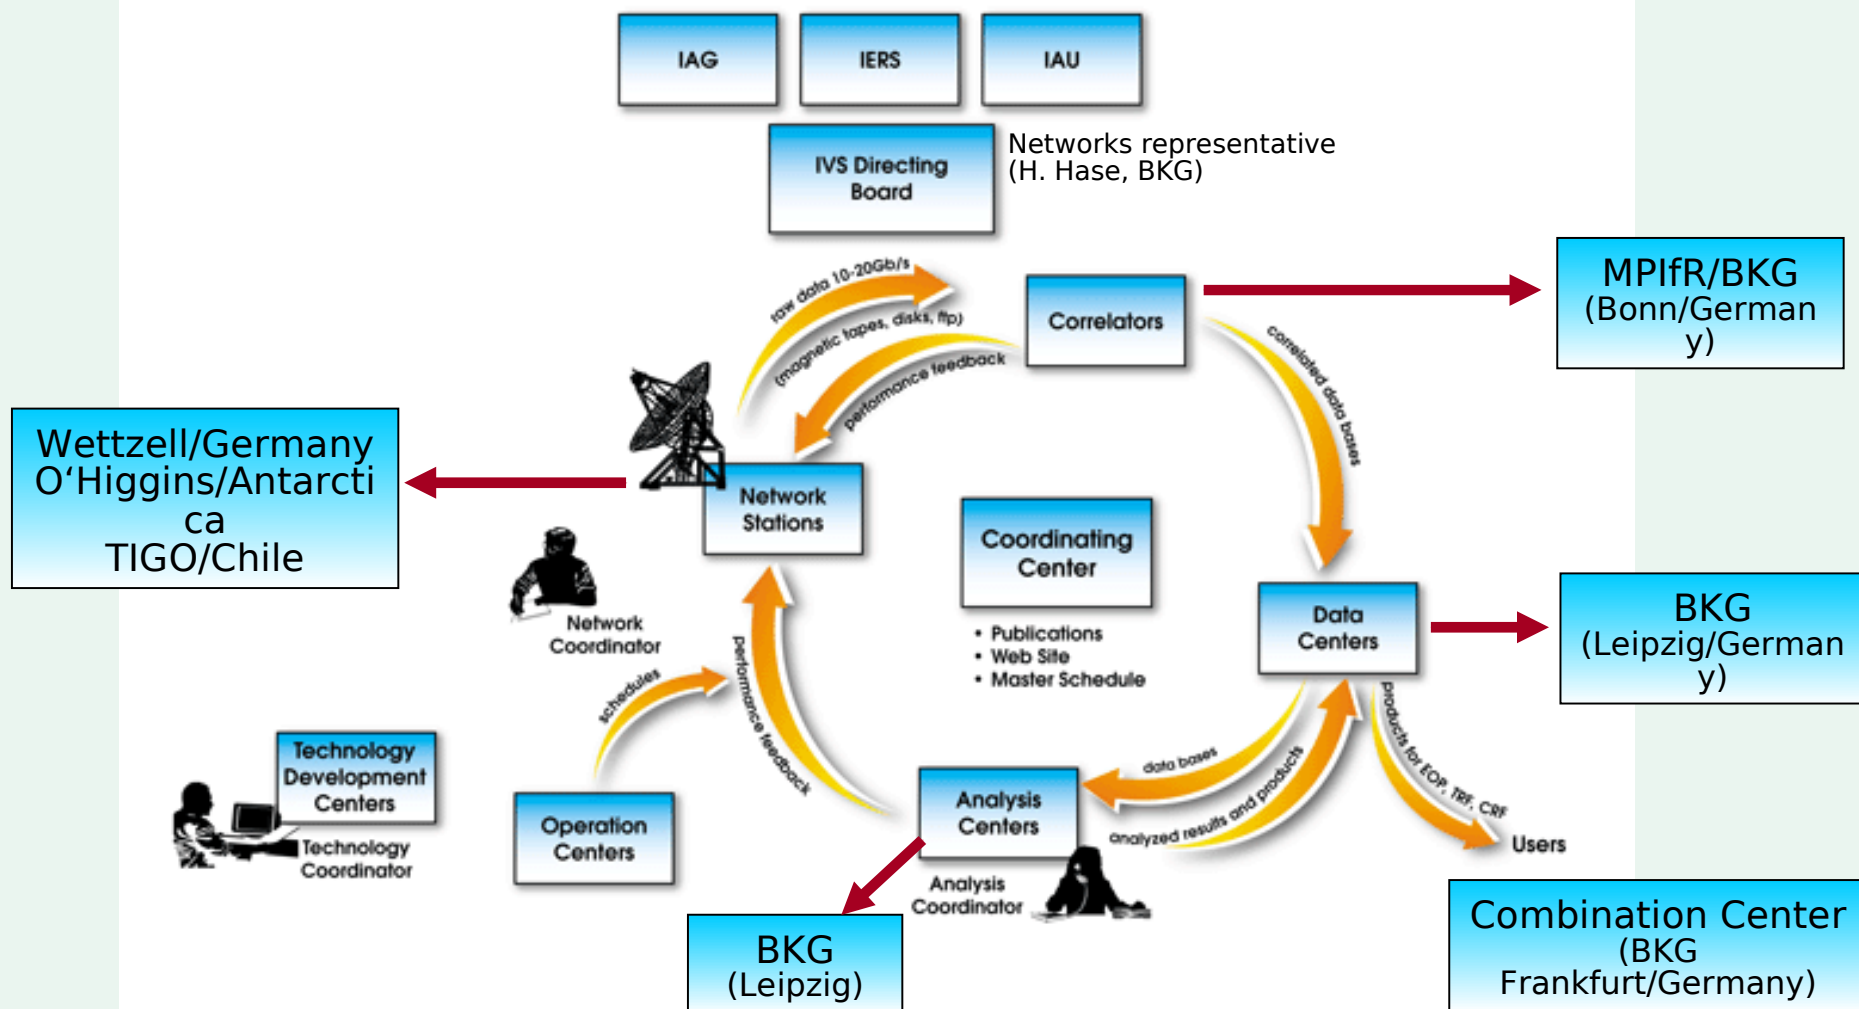 IAG
IERS
IAU
IVS Directing
Board
Networks representative
(H. Hase, BKG)
raw data 10-20Gb/s
(magnetic tapes, disks, ftp)
performance feedback
Correlators
MPIfR/BKG
(Bonn/German
y)
correlated data bases
Wettzell/Germany
O‘Higgins/Antarcti
ca
TIGO/Chile
Network
Stations
Coordinating
Center
• Publications
• Web Site
• Master Schedule
Network
Coordinator
Data
Centers
BKG
(Leipzig/German
y)
schedules
performance feedback
Technology
Development
Centers
Technology
Coordinator
Operation
Centers
data bases
analyzed results and products
products for EOP, TRF, CRF
Users
Analysis
Centers
Analysis
Coordinator
BKG
(Leipzig)
Combination Center
(BKG
Frankfurt/Germany)